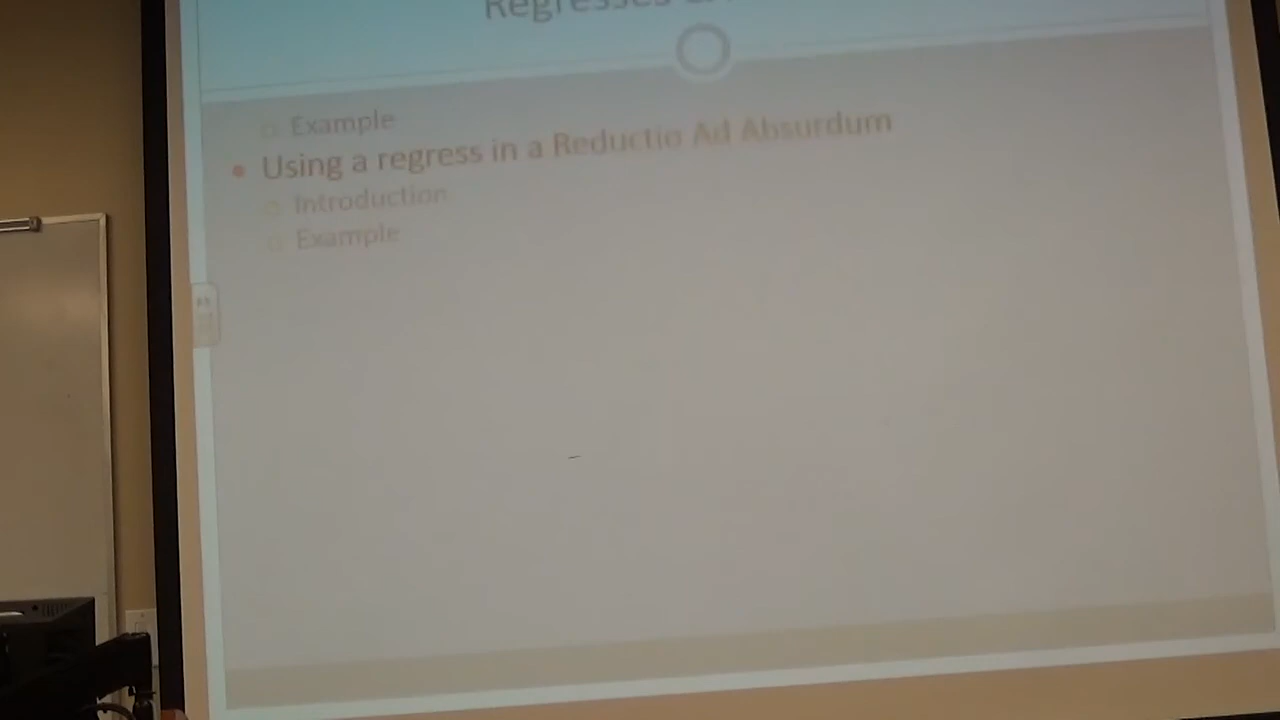 Regresses
Example
Using a regress in a Reductio Ad Absurdum
Introduction
Example